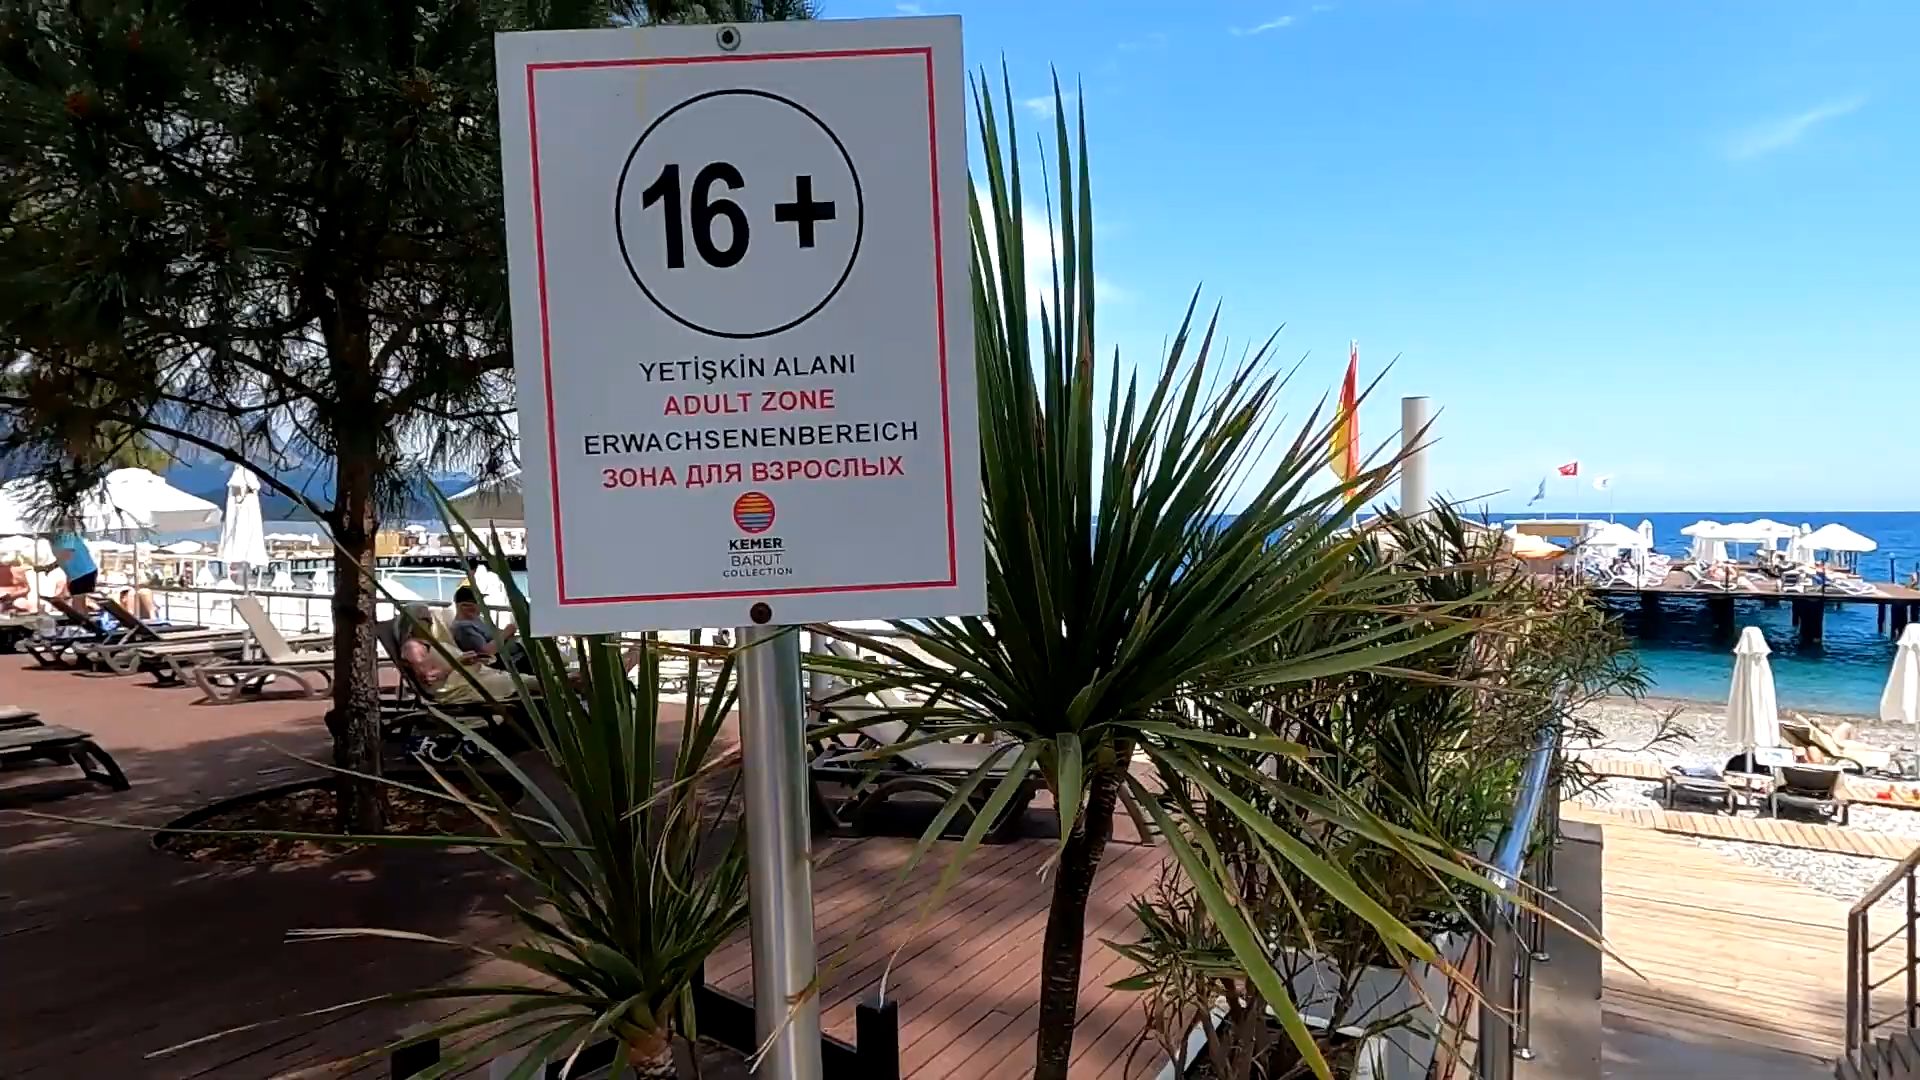 16 +
YETİŞKİN ALANI
ADULT ZONE
ERWACHSENENBEREICH
ЗОНА ДЛЯ ВЗРОСЛЫХ
KEMER
BARUT
COLLECTION